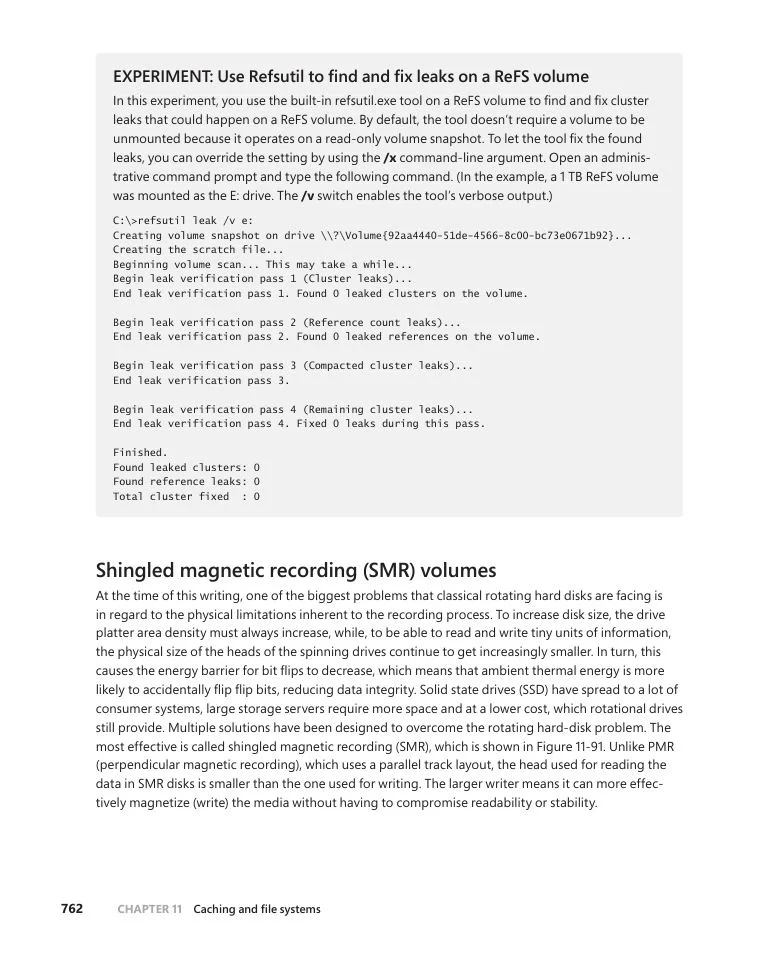 EXPERIMENT: Use Refsutil to find and fix leaks on a ReFS volume
In this experiment, you use the built-in refsutil.exe tool on a ReFS volume to find and fix cluster
leaks that could happen on a ReFS volume. By default, the tool doesn’t require a volume to be
unmounted because it operates on a read-only volume snapshot. To let the tool fix the found
leaks, you can override the setting by using the /x command-line argument. Open an adminis-
trative command prompt and type the following command. (In the example, a 1 TB ReFS volume
was mounted as the E: drive. The /v switch enables the tool’s verbose output.)
C:\>refsutil leak /v e:
Creating volume snapshot on drive \\?\Volume{92aa4440-51de-4566-8c00-bc73e0671b92}...
Creating the scratch file...
Beginning volume scan... This may take a while...
Begin leak verification pass 1 (Cluster leaks)...
End leak verification pass 1. Found 0 leaked clusters on the volume.
Begin leak verification pass 2 (Reference count leaks)...
End leak verification pass 2. Found 0 leaked references on the volume.
Begin leak verification pass 3 (Compacted cluster leaks)...
End leak verification pass 3.
Begin leak verification pass 4 (Remaining cluster leaks)...
End leak verification pass 4. Fixed 0 leaks during this pass.
Finished.
Found leaked clusters: 0
Found reference leaks: 0
Total cluster fixed  : 0
Shingled magnetic recording (SMR) volumes
At the time of this writing, one of the biggest problems that classical rotating hard disks are facing is
in regard to the physical limitations inherent to the recording process. To increase disk size, the drive
platter area density must always increase, while, to be able to read and write tiny units of information,
the physical size of the heads of the spinning drives continue to get increasingly smaller. In turn, this
causes the energy barrier for bit flips to decrease, which means that ambient thermal energy is more
likely to accidentally flip flip bits, reducing data integrity. Solid state drives (SSD) have spread to a lot of
consumer systems, large storage servers require more space and at a lower cost, which rotational drives
still provide. Multiple solutions have been designed to overcome the rotating hard-disk problem. The
most effective is called shingled magnetic recording (SMR), which is shown in Figure 11-91. Unlike PMR
(perpendicular magnetic recording), which uses a parallel track layout, the head used for reading the
data in SMR disks is smaller than the one used for writing. The larger writer means it can more effec-
tively magnetize (write) the media without having to compromise readability or stability.
762 CHAPTER 11 Caching and file systems